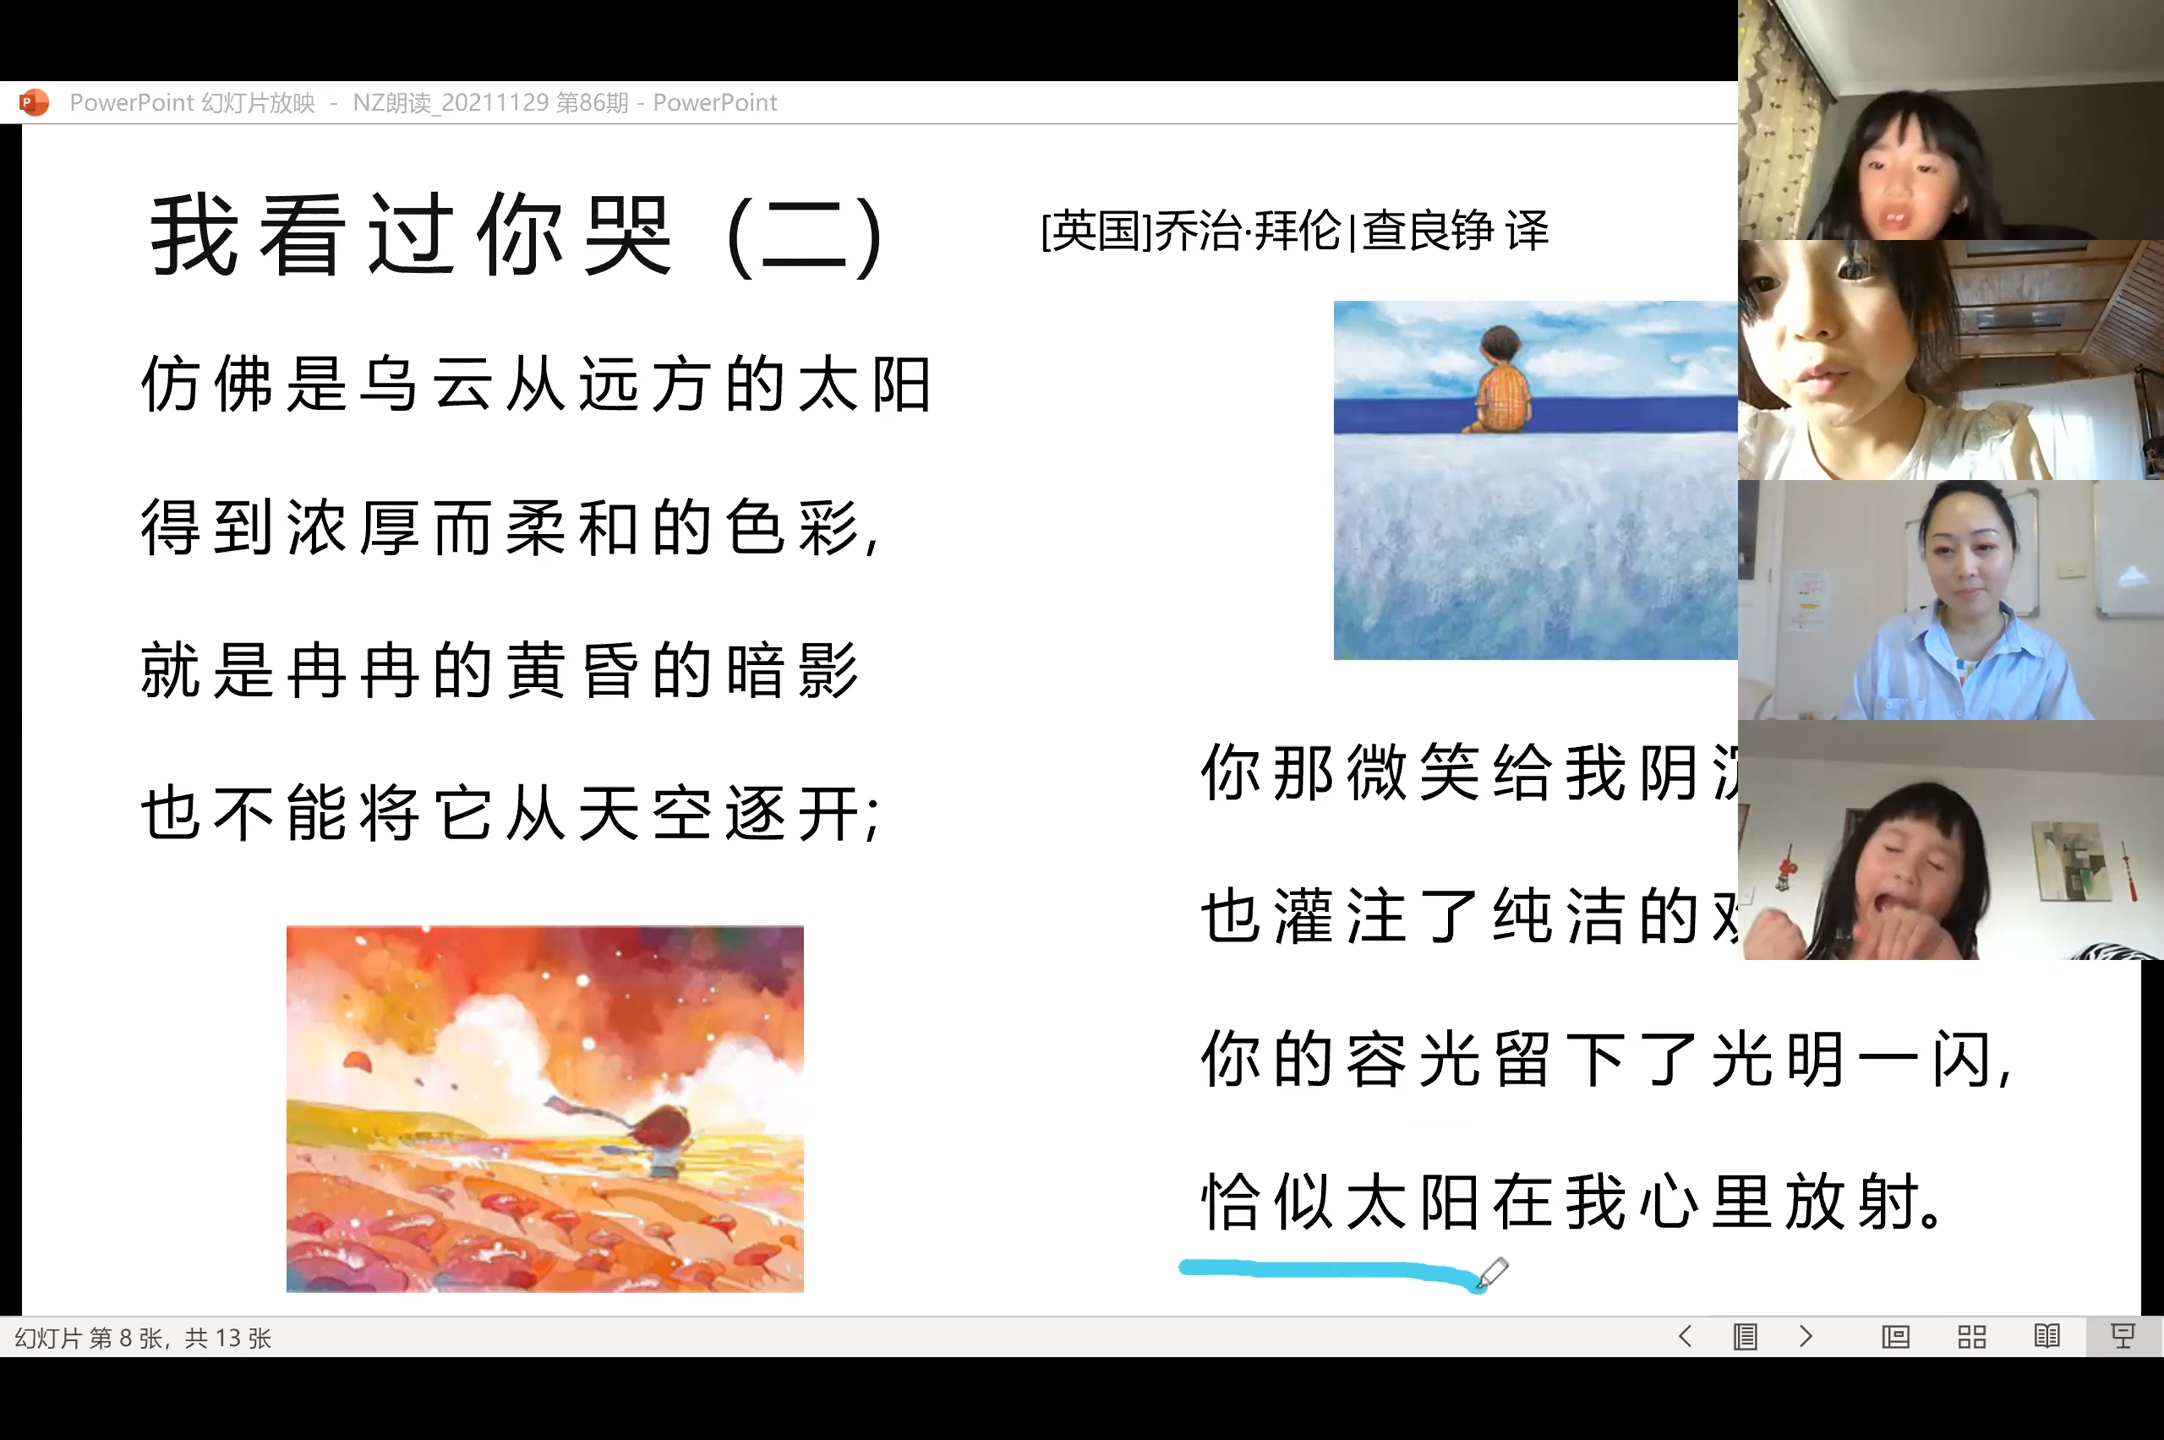 PowerPoint 幻灯片放映 - NZ朗读_20211129 第86期 - PowerPoint
我看过你哭 (二)
[英国]乔治·拜伦|查良铮 译
仿佛是乌云从远方的太阳
得到浓厚而柔和的色彩,
就是冉冉的黄昏的暗影
也不能将它从天空逐开;
你那微笑给我阴
也灌注了纯洁的
你的容光留下了光明一闪,
恰似太阳在我心里放射。
幻灯片 第 8 张，共 13 张